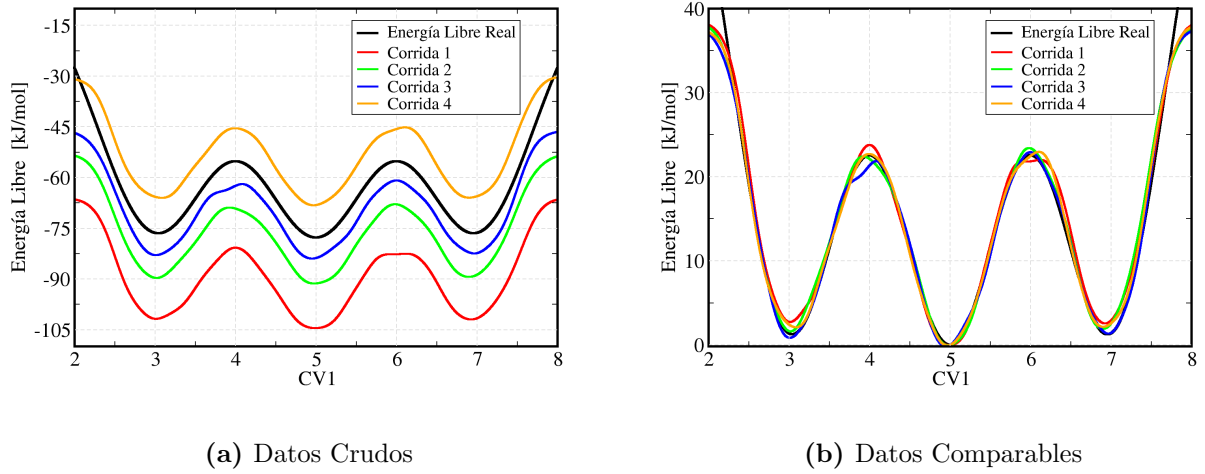 -15
-30
-45
-60
-75
-90
-105
Energía Libre [kJ/mol]
2 3 4 5 6 7 8
CV1
Energía Libre Real
Corrida 1
Corrida 2
Corrida 3
Corrida 4
(a) Datos Crudos
40
30
20
10
0
Energía Libre [kJ/mol]
2 3 4 5 6 7 8
CV1
Energía Libre Real
Corrida 1
Corrida 2
Corrida 3
Corrida 4
(b) Datos Comparables